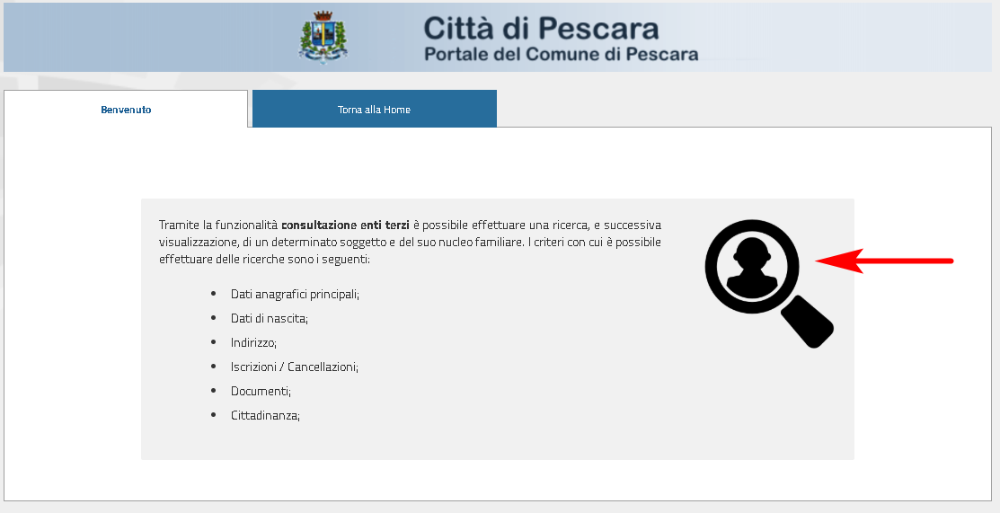 Città di Pescara
Portale del Comune di Pescara
Benvenuto
Torna alla Home
Tramite la funzionalità consultazione enti terzi è possibile effettuare una ricerca, e successiva
visualizzazione, di un determinato soggetto e del suo nucleo familiare. I criteri con cui è possibile
effettuare delle ricerche sono i seguenti:
• Dati anagrafici principali;
• Dati di nascita;
• Indirizzo;
• Iscrizioni / Cancellazioni;
• Documenti;
• Cittadinanza;